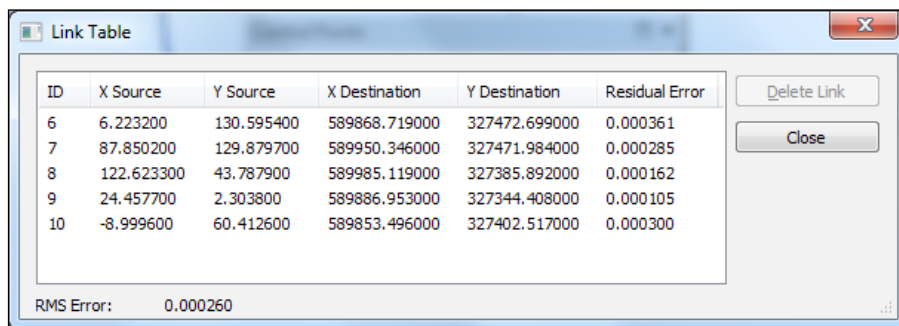 Link Table
ID X Source Y Source X Destination Y Destination Residual Error
6 6.223200 130.595400 589868.719000 327472.699000 0.000361
7 87.850200 129.879700 589950.346000 327471.984000 0.000285
8 122.623300 43.787900 589985.119000 327385.892000 0.000162
9 24.457700 2.303800 589886.953000 327344.408000 0.000105
10 -8.999600 60.412600 589853.496000 327402.517000 0.000300
Delete Link
Close
RMS Error: 0.000260